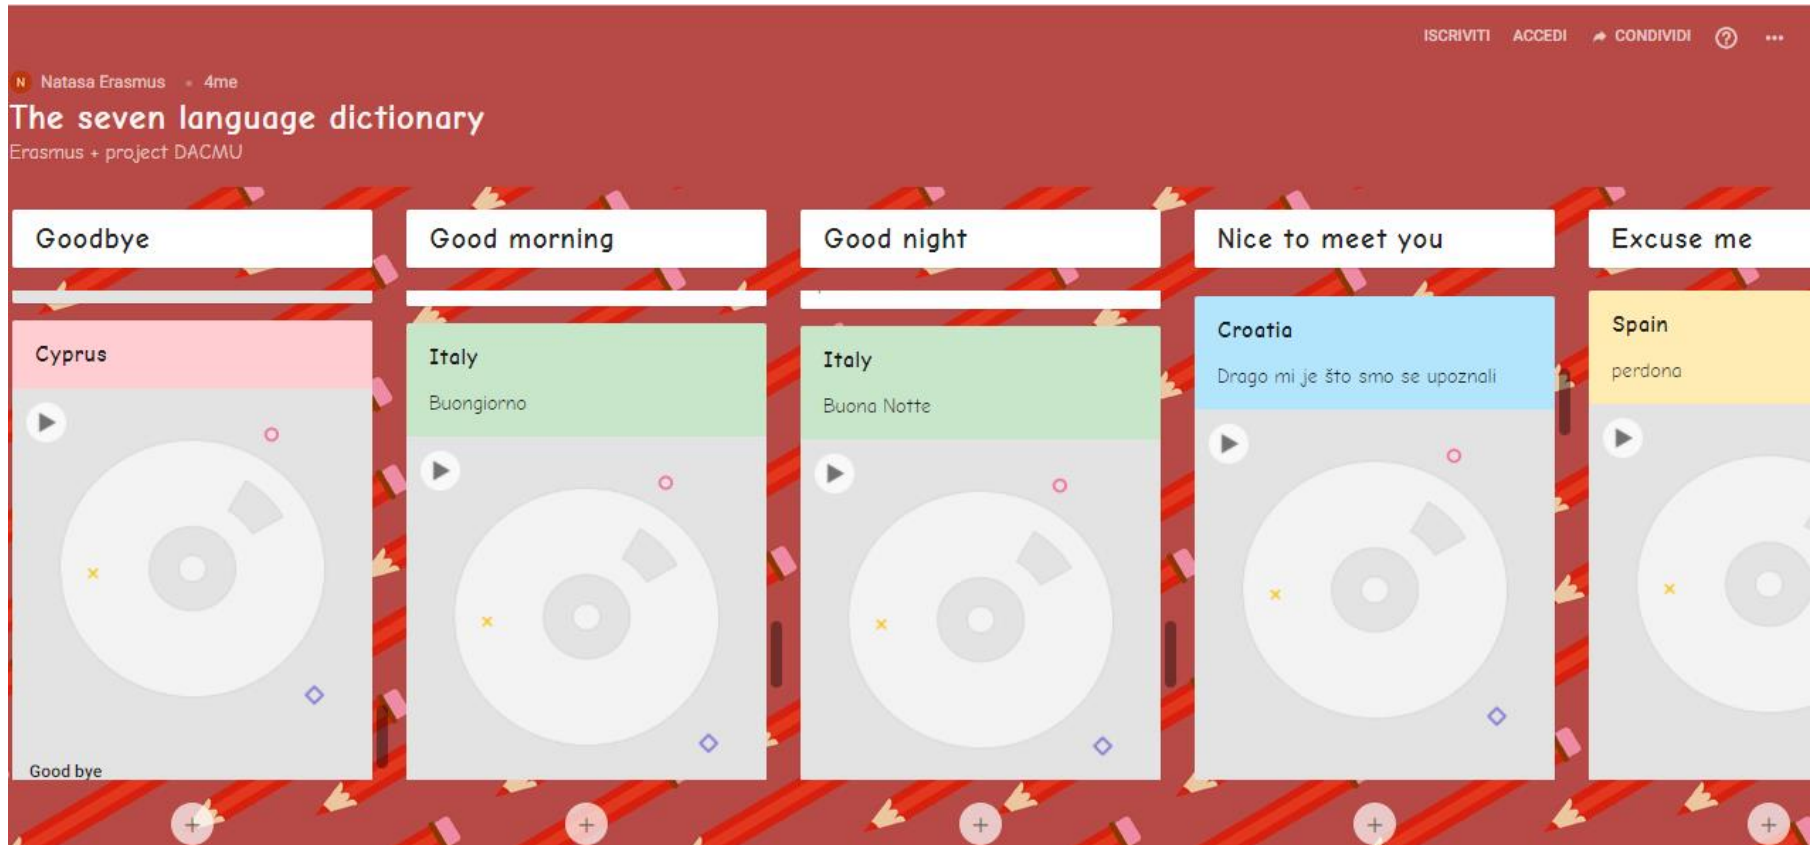 ISCRIVITI ACCEDI CONDIVIDI
N Natasa Erasmus • 4me
The seven language dictionary
Erasmus + project DACMU
Goodbye
Cyprus
Good bye
Good morning
Italy
Buongiorno
Good night
Italy
Buona Notte
Nice to meet you
Croatia
Drago mi je što smo se upoznali
Excuse me
Spain
perdona